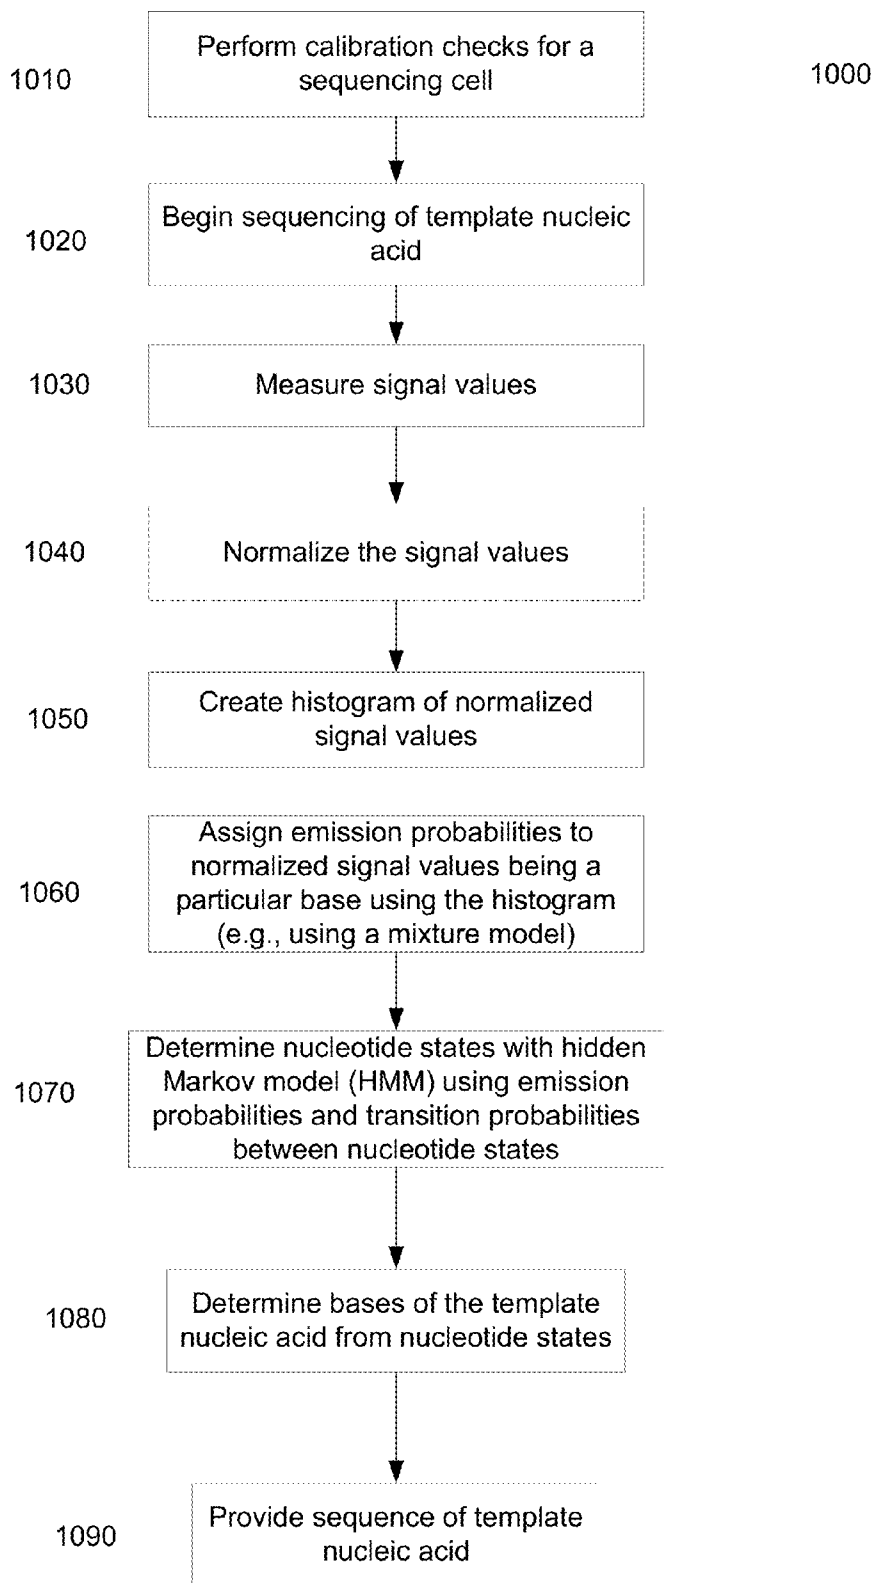 Perform calibration checks for a
sequencing cell
1010
1000
Begin sequencing of template nucleic
acid
1020
1030
Measure signal values
1040
Normalize the signal values
Create histogram of normalized
signal values
1050
Assign emission probabilities to
normalized signal values being a
particular base using the histogram
(e.g., using a mixture model)
1060
Determine nucleotide states with hidden
Markov model (HMM) using emission
probabilities and transition probabilities
between nucleotide states
1070
Determine bases of the template
nucleic acid from nucleotide states
1080
Provide sequence of template
nucleic acid
1090